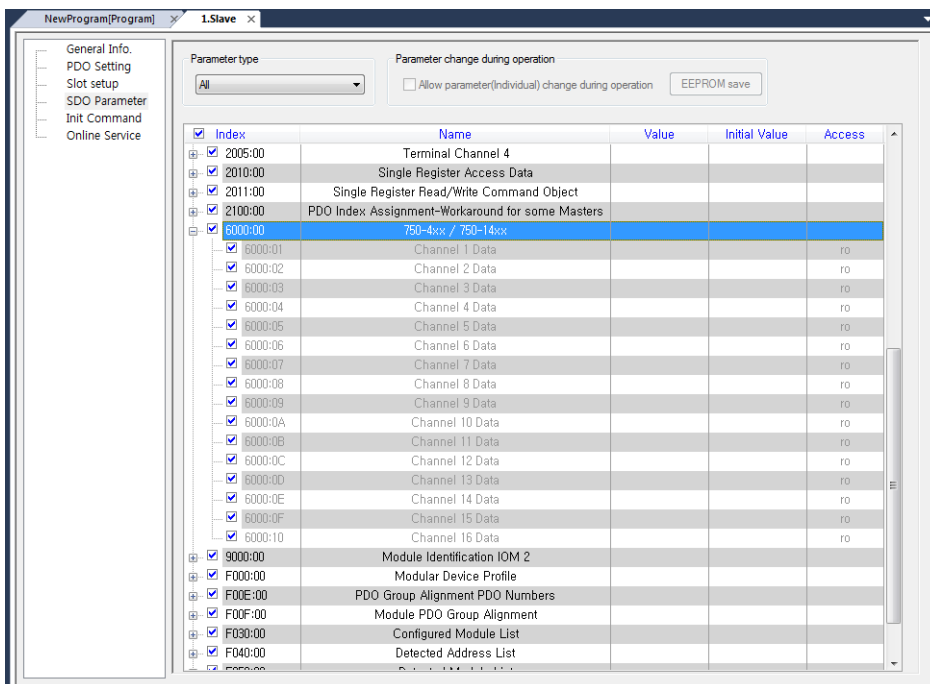 NewProgram[Program] × 1.Slave ×
General Info.
PDO Setting
Slot setup
SDO Parameter
Init Command
Online Service
Parameter type
All
Parameter change during operation
Allow parameter(Individual) change during operation
EEPROM save
Index Name Value Initial Value Access
2005:00 Terminal Channel 4
2010:00 Single Register Access Data
2011:00 Single Register Read/Write Command Object
2100:00 PDO Index Assignment-Workaround for some Masters
6000:00 750-4xx / 750-14xx
6000:01 Channel 1 Data ro
6000:02 Channel 2 Data ro
6000:03 Channel 3 Data ro
6000:04 Channel 4 Data ro
6000:05 Channel 5 Data ro
6000:06 Channel 6 Data ro
6000:07 Channel 7 Data ro
6000:08 Channel 8 Data ro
6000:09 Channel 9 Data ro
6000:0A Channel 10 Data ro
6000:0B Channel 11 Data ro
6000:0C Channel 12 Data ro
6000:0D Channel 13 Data ro
6000:0E Channel 14 Data ro
6000:0F Channel 15 Data ro
6000:10 Channel 16 Data ro
9000:00 Module Identification IOM 2
F000:00 Modular Device Profile
F00E:00 PDO Group Alignment PDO Numbers
F00F:00 Module PDO Group Alignment
F030:00 Configured Module List
F040:00 Detected Address List